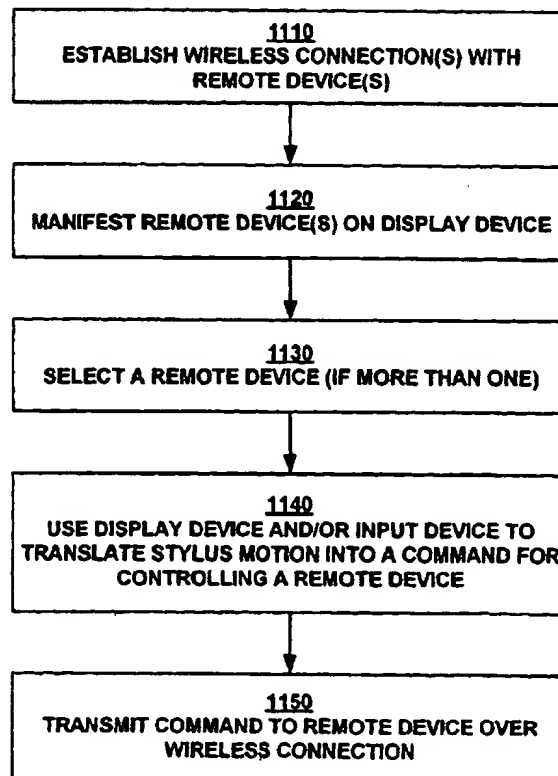 1110
ESTABLISH WIRELESS CONNECTION(S) WITH
REMOTE DEVICE(S)
1120
MANIFEST REMOTE DEVICE(S) ON DISPLAY DEVICE
1130
SELECT A REMOTE DEVICE (IF MORE THAN ONE)
1140
USE DISPLAY DEVICE AND/OR INPUT DEVICE TO
TRANSLATE STYLUS MOTION INTO A COMMAND FOR
CONTROLLING A REMOTE DEVICE
1150
TRANSMIT COMMAND TO REMOTE DEVICE OVER
WIRELESS CONNECTION